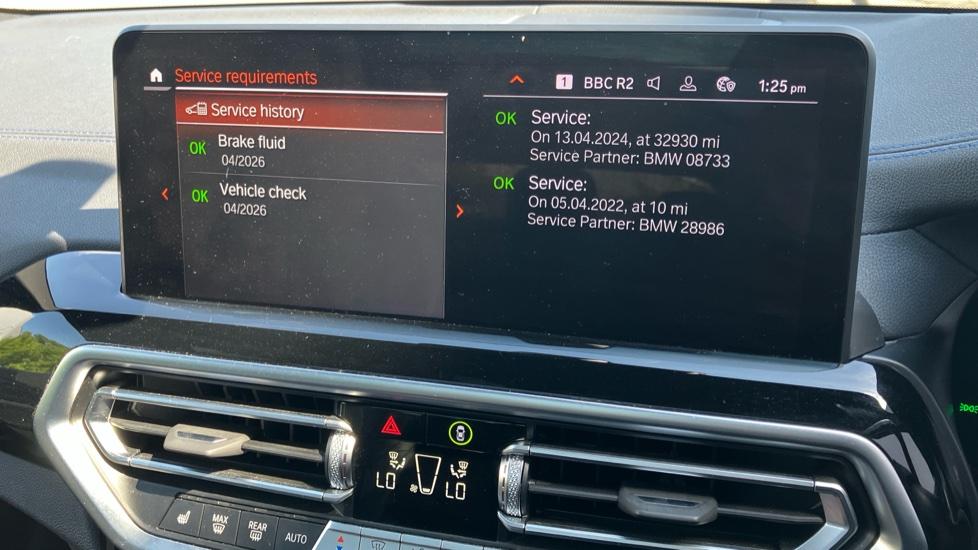 Service requirements
1 BBC R2 1:25 pm
Service history
OK Brake fluid
04/2026
OK Vehicle check
04/2026
OK Service:
On 13.04.2024, at 32930 mi
Service Partner: BMW 08733
OK Service:
On 05.04.2022, at 10 mi
Service Partner: BMW 28986
LO LO
MAX
REAR
AUTO